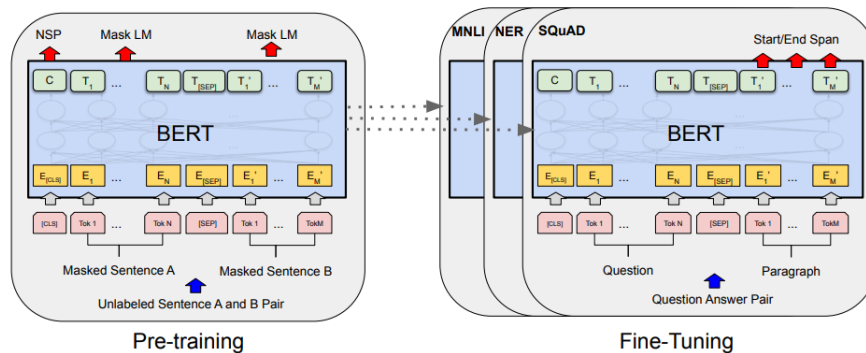 NSP Mask LM Mask LM
C T1 ... TN T[SEP] T1' ... TM'
BERT
E[CLS] E1 ... EN E[SEP] E1' ... EM'
[CLS] Tok 1 ... Tok N [SEP] Tok 1 ... TokM
Masked Sentence A Masked Sentence B
Unlabeled Sentence A and B Pair
Pre-training
MNLI NER SQuAD
Start/End Span
C T1 ... TN T[SEP] T1' ... TM'
BERT
E[CLS] E1 ... EN E[SEP] E1' ... EM'
[CLS] Tok 1 ... Tok N [SEP] Tok 1 ... TokM
Question Paragraph
Question Answer Pair
Fine-Tuning